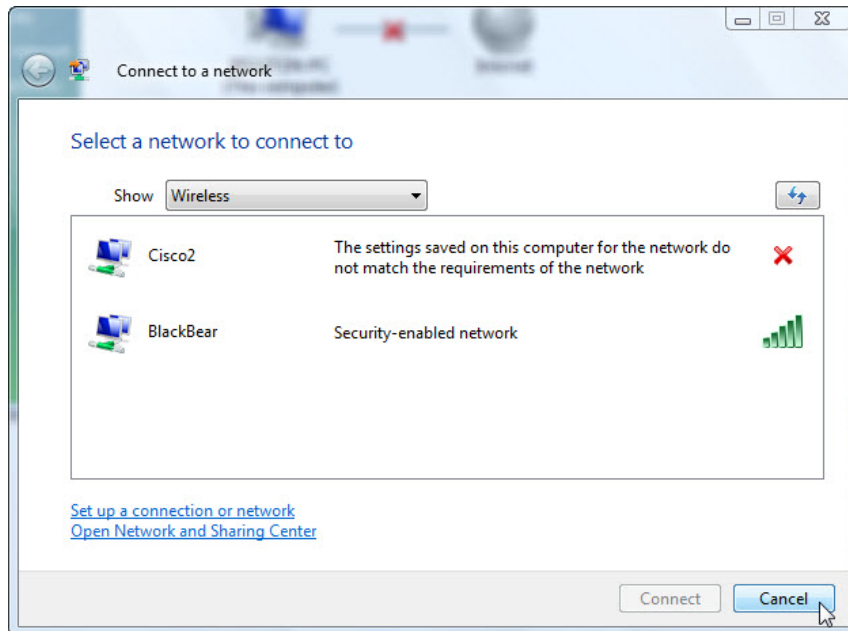 Connect to a network
Select a network to connect to
Show Wireless
Cisco2
The settings saved on this computer for the network do
not match the requirements of the network
BlackBear
Security-enabled network
Set up a connection or network
Open Network and Sharing Center
Connect Cancel